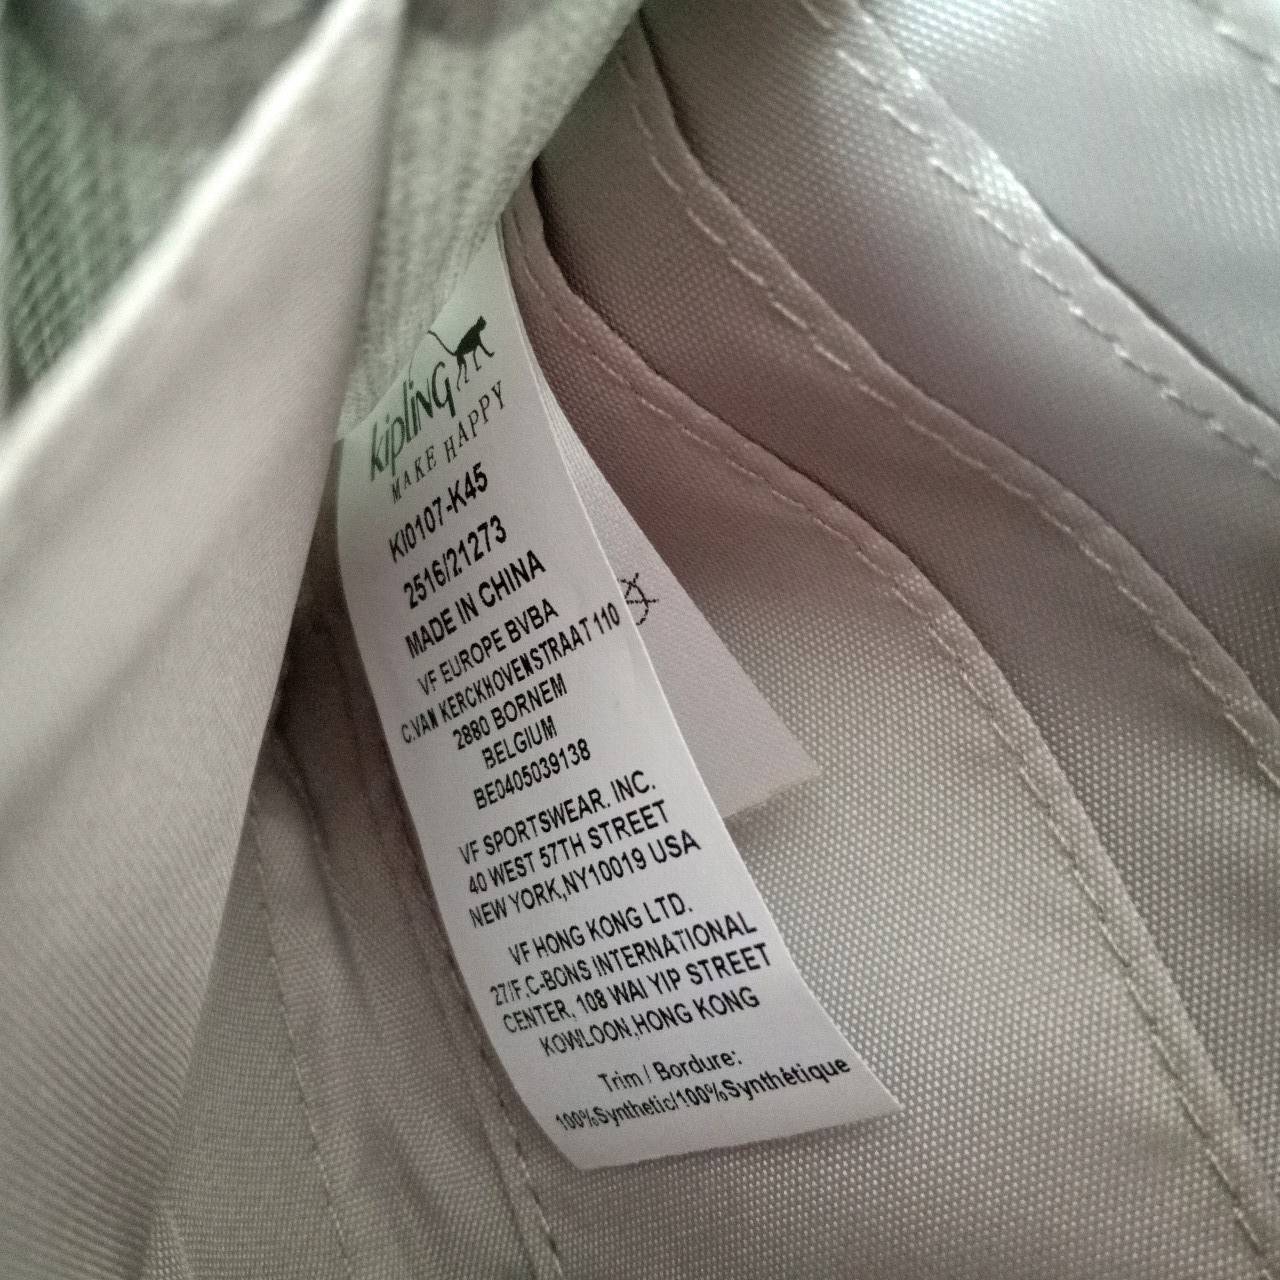 kipling
MAKE HAPPY
KI0107-K45
2516/21273
MADE IN CHINA
VF EUROPE BVBA
C.VAN KERCKHOVENSTRAAT 110
2880 BORNEM
BELGIUM
BE0405039138
VF SPORTSWEAR. INC.
40 WEST 57TH STREET
NEW YORK,NY10019 USA
VF HONG KONG LTD.
27/F,C-BONS INTERNATIONAL
CENTER, 108 WAI YIP STREET
KOWLOON,HONG KONG
Trim / Bordure:
100%Synthetic/100%Synthétique